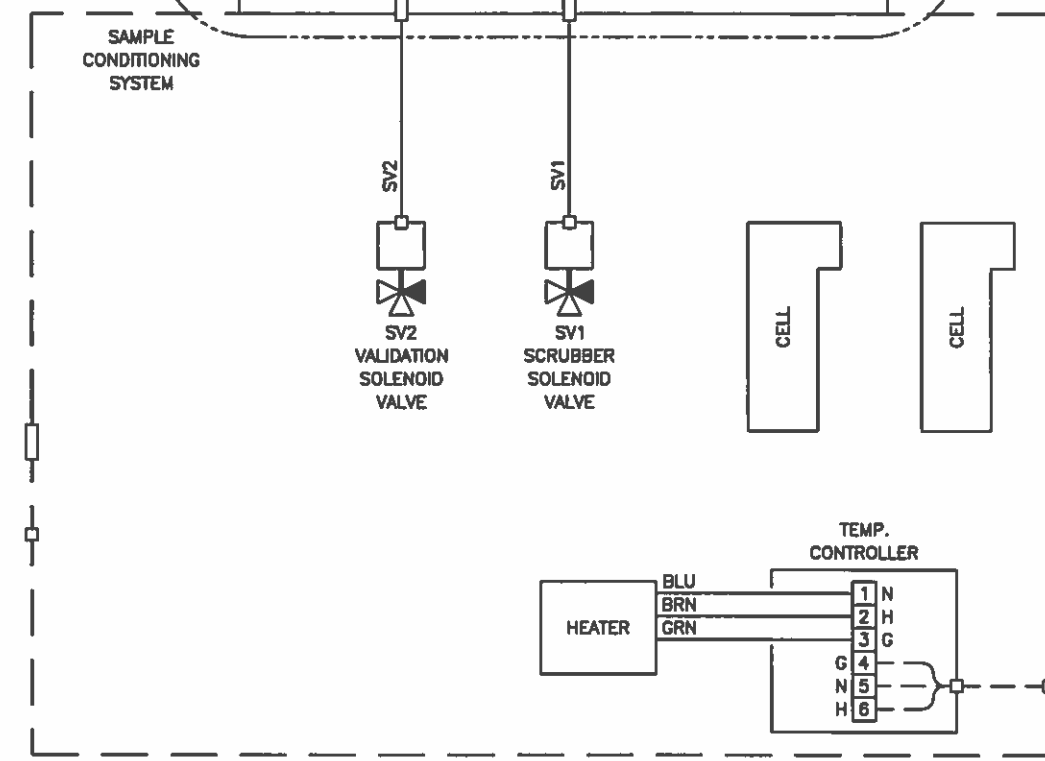 SAMPLE
CONDITIONING
SYSTEM
SV2
SV1
SV2
VALIDATION
SOLENOID
VALVE
SV1
SCRUBBER
SOLENOID
VALVE
CELL
CELL
TEMP.
CONTROLLER
HEATER
BLU
BRN
GRN
1 N
2 H
3 G
G 4
N 5
H 6